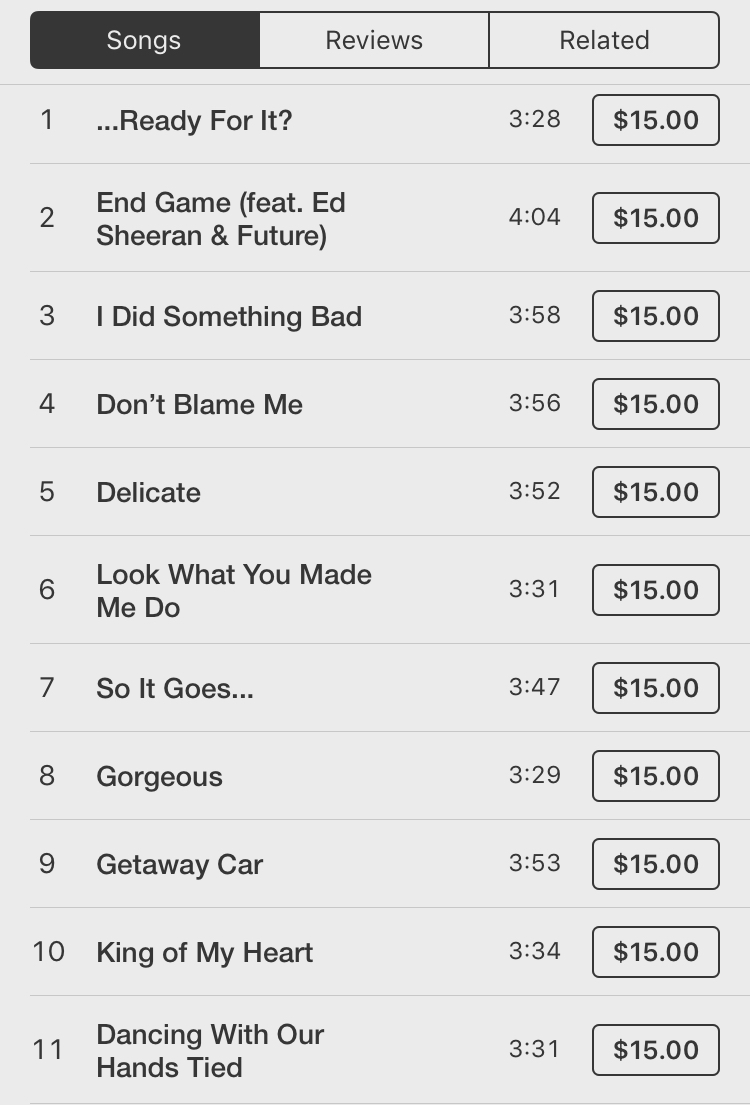 Songs Reviews Related
1 ...Ready For It? 3:28 $15.00
2 End Game (feat. Ed
Sheeran & Future) 4:04 $15.00
3 I Did Something Bad 3:58 $15.00
4 Don’t Blame Me 3:56 $15.00
5 Delicate 3:52 $15.00
6 Look What You Made
Me Do 3:31 $15.00
7 So It Goes... 3:47 $15.00
8 Gorgeous 3:29 $15.00
9 Getaway Car 3:53 $15.00
10 King of My Heart 3:34 $15.00
11 Dancing With Our
Hands Tied 3:31 $15.00